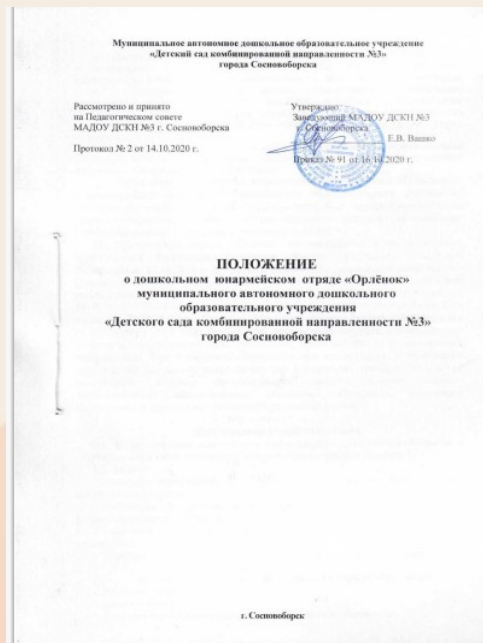 Муниципальное автономное дошкольное образовательное учреждение
«Детский сад комбинированной направленности №3»
города Сосновоборска
Рассмотрено и принято
на Педагогическом совете
МАДОУ ДСКН №3 г. Сосновоборска
Протокол № 2 от 14.10.2020 г.
Утверждаю
Заведующий МАДОУ ДСКН №3
г. Сосновоборска
Е.В. Вашко
Приказ № 91 от 16.10.2020 г.
ПОЛОЖЕНИЕ
о дошкольном юнармейском отряде «Орлёнок»
муниципального автономного дошкольного
образовательного учреждения
«Детского сада комбинированной направленности №3»
города Сосновоборска
г. Сосновоборск